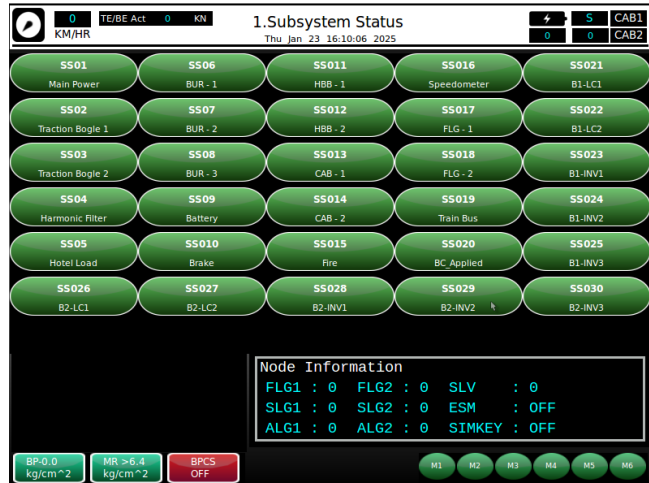 0 TE/BE Act 0 KN 1.Subsystem Status S CAB1
KM/HR Thu Jan 23 16:10:06 2025 0 0 CAB2
SS01 SS06 SS011 SS016 SS021
Main Power BUR - 1 HBB - 1 Speedometer B1-LC1
SS02 SS07 SS012 SS017 SS022
Traction Bogle 1 BUR - 2 HBB - 2 FLG - 1 B1-LC2
SS03 SS08 SS013 SS018 SS023
Traction Bogle 2 BUR - 3 CAB - 1 FLG - 2 B1-INV1
SS04 SS09 SS014 SS019 SS024
Harmonic Filter Battery CAB - 2 Train Bus B1-INV2
SS05 SS010 SS015 SS020 SS025
Hotel Load Brake Fire BC_Applied B1-INV3
SS026 SS027 SS028 SS029 SS030
B2-LC1 B2-LC2 B2-INV1 B2-INV2 B2-INV3
Node Information
FLG1 : 0 FLG2 : 0 SLV : 0
SLG1 : 0 SLG2 : 0 ESM : OFF
ALG1 : 0 ALG2 : 0 SIMKEY : OFF
BP-0.0 MR >6.4 BPCS
kg/cm^2 kg/cm^2 OFF
M1 M2 M3 M4 M5 M6